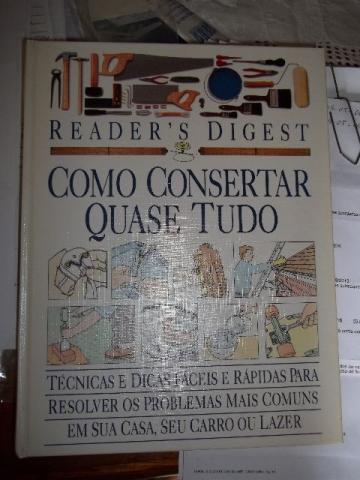 READER'S DIGEST
COMO CONSERTAR
QUASE TUDO
TÉCNICAS E DICAS FÁCEIS E RÁPIDAS PARA
RESOLVER OS PROBLEMAS MAIS COMUNS
EM SUA CASA, SEU CARRO OU LAZER